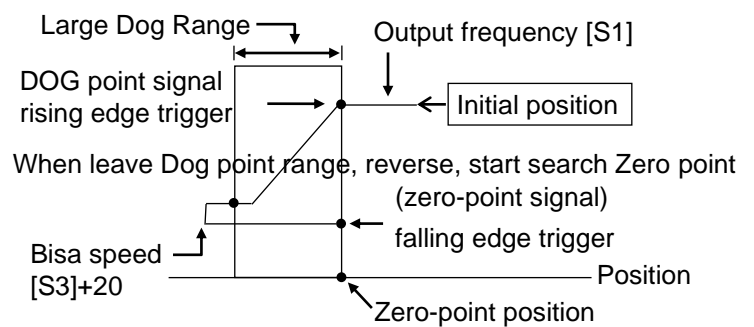 Large Dog Range
Output frequency [S1]
DOG point signal
rising edge trigger
Initial position
When leave Dog point range, reverse, start search Zero point
(zero-point signal)
falling edge trigger
Bisa speed
[S3]+20
Position
Zero-point position